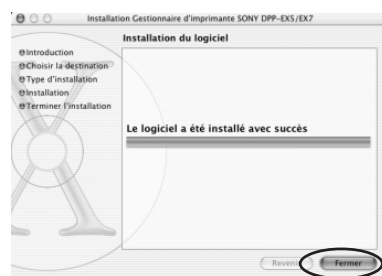 Installation Gestionnaire d'imprimante SONY DPP-EX5/EX7
Installation du logiciel
Introduction
Choisir la destination
Type d'installation
Installation
Terminer l'installation
Le logiciel a été installé avec succès
Revenir
Fermer